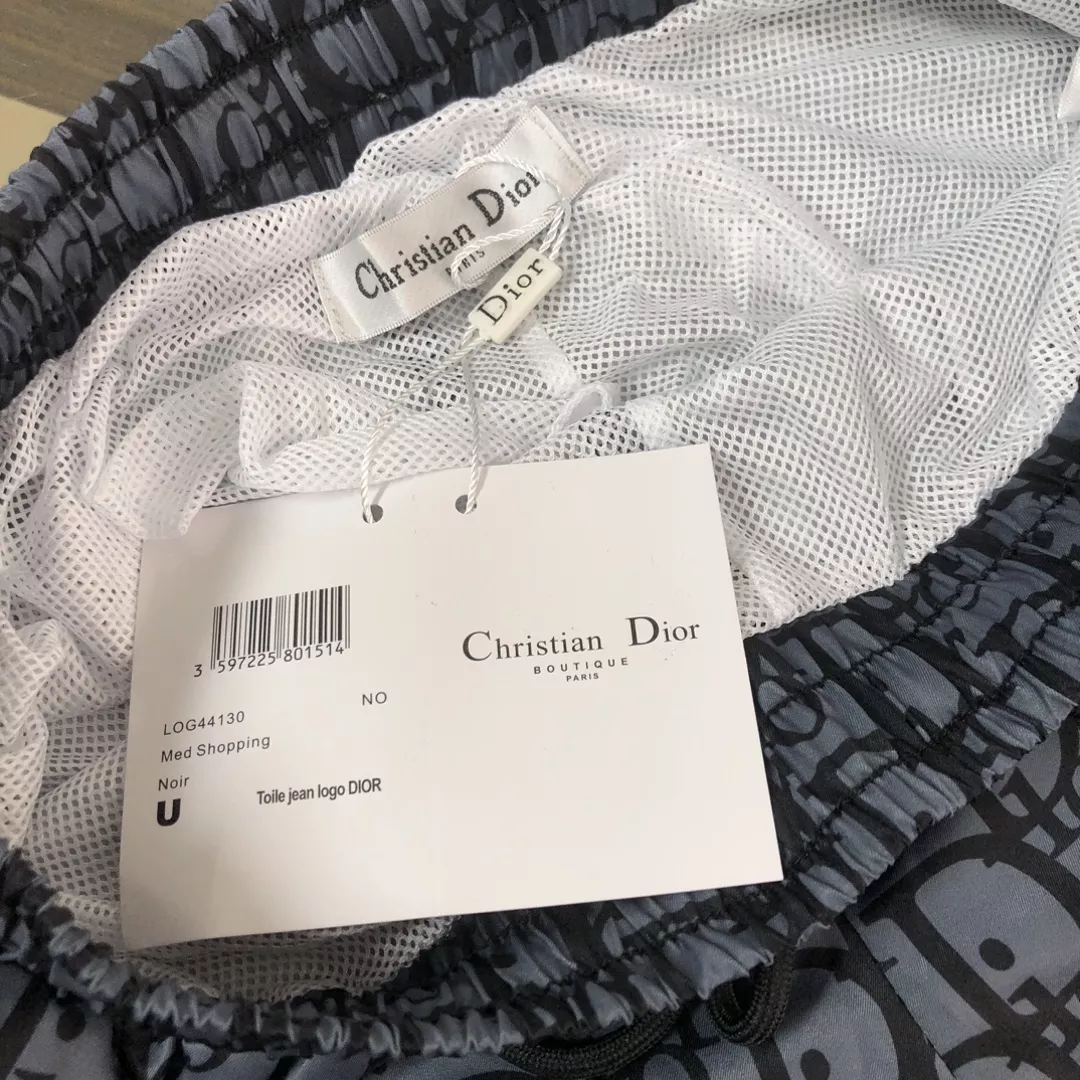 Christian Dior
PARIS
Dior
3 597225 801514
Christian Dior
BOUTIQUE
PARIS
NO
LOG44130
Med Shopping
Noir
U
Toile jean logo DIOR